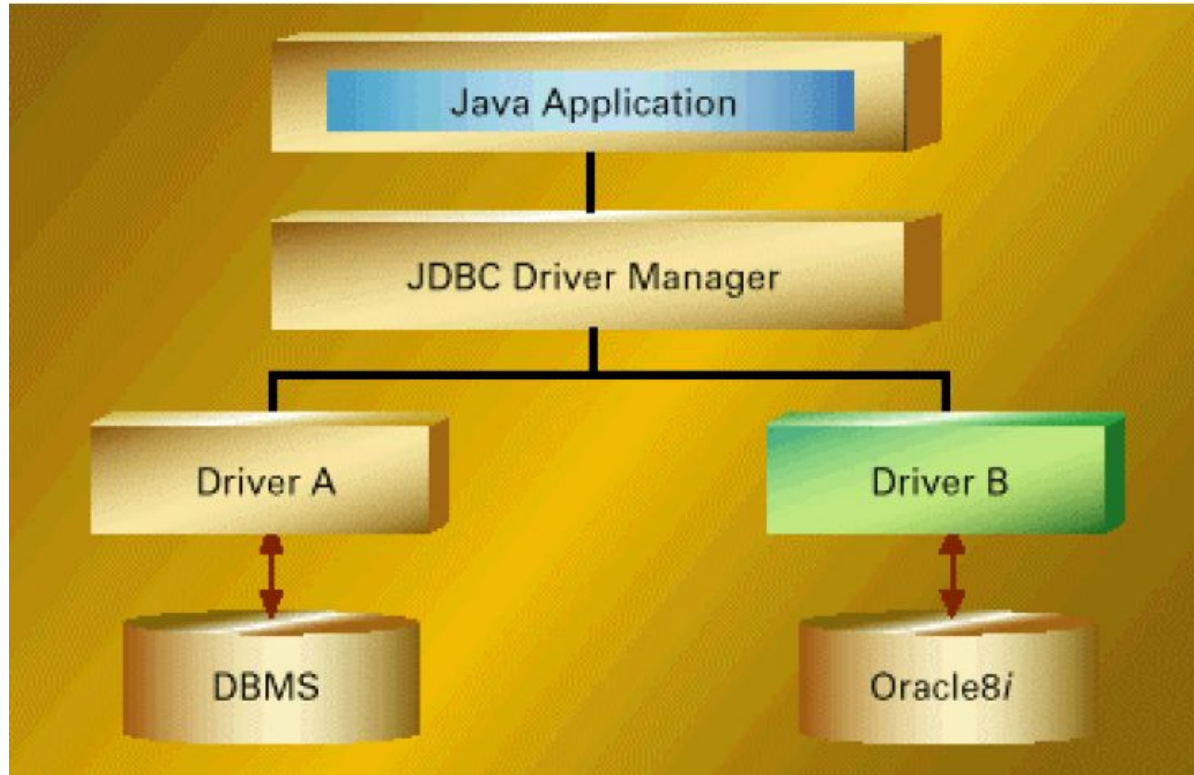 Java Application
JDBC Driver Manager
Driver A
Driver B
DBMS
Oracle8i